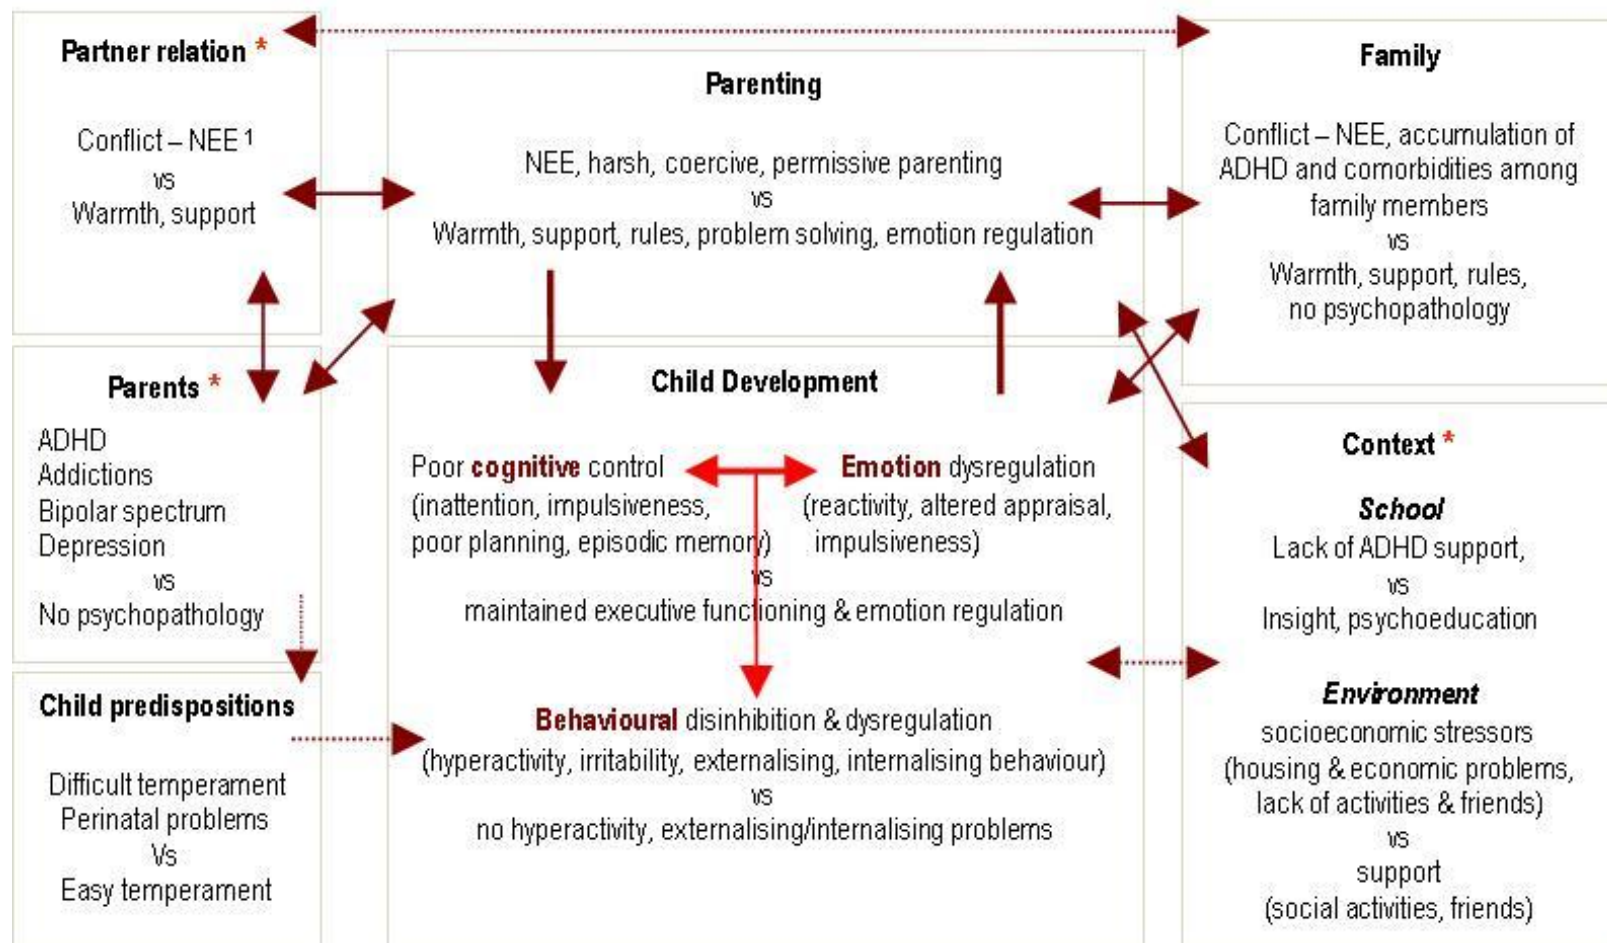 Partner relation *
Conflict – NEE 1
vs
Warmth, support
Parenting
NEE, harsh, coercive, permissive parenting
vs
Warmth, support, rules, problem solving, emotion regulation
Family
Conflict – NEE, accumulation of
ADHD and comorbidities among
family members
vs
Warmth, support, rules,
no psychopathology
Parents *
ADHD
Addictions
Bipolar spectrum
Depression
vs
No psychopathology
Child Development
Poor cognitive control
(inattention, impulsiveness,
poor planning, episodic memory)
Emotion dysregulation
(reactivity, altered appraisal,
impulsiveness)
vs
maintained executive functioning & emotion regulation
Behavioural disinhibition & dysregulation
(hyperactivity, irritability, externalising, internalising behaviour)
vs
no hyperactivity, externalising/internalising problems
Context *
School
Lack of ADHD support,
vs
Insight, psychoeducation
Environment
socioeconomic stressors
(housing & economic problems,
lack of activities & friends)
vs
support
(social activities, friends)
Child predispositions
Difficult temperament
Perinatal problems
Vs
Easy temperament